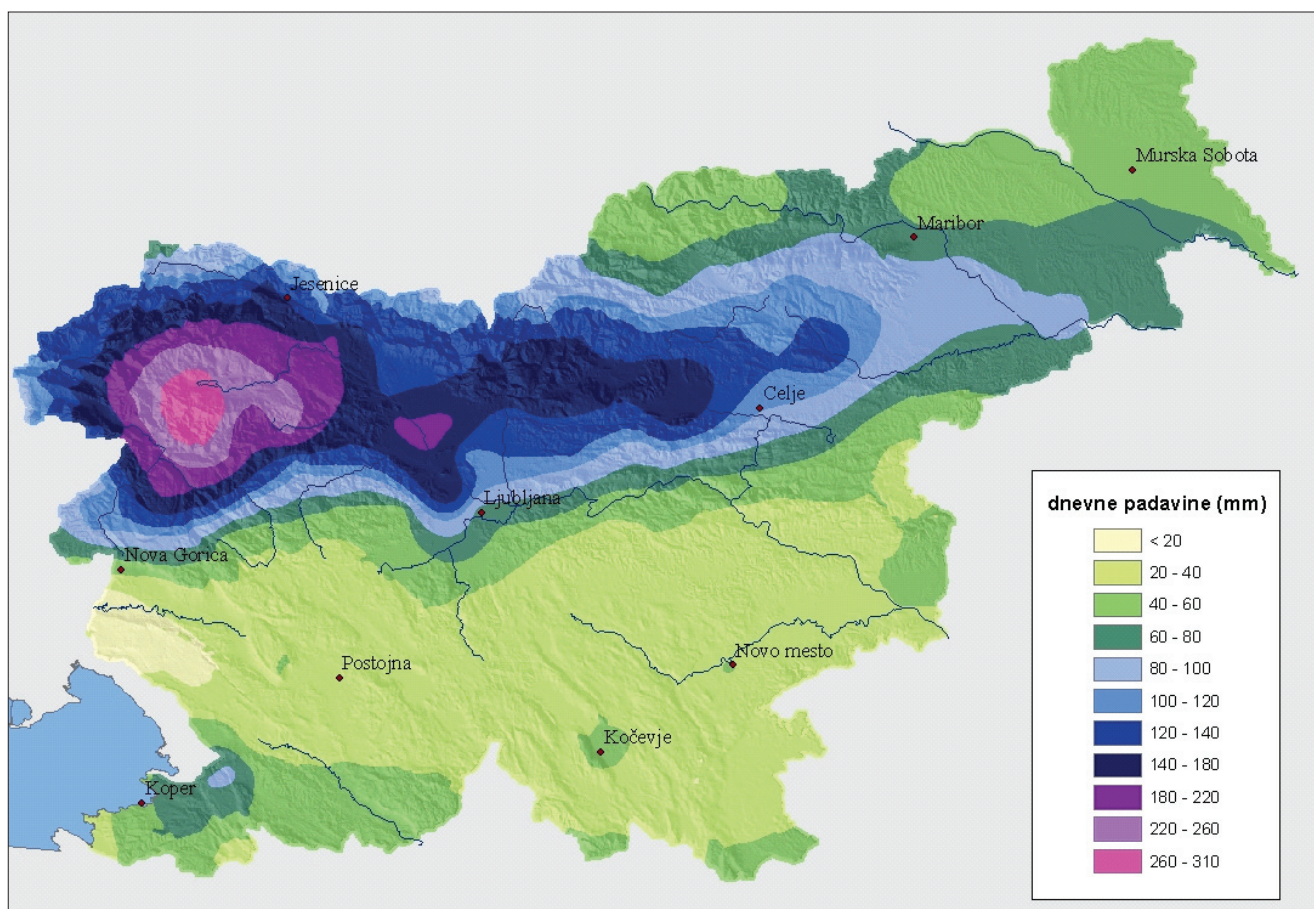 Murska Sobota
Maribor
Jesenice
Celje
Ljubljana
Nova Gorica
Postojna
Novo mesto
Kočevje
Koper
dnevne padavine (mm)
< 20
20 - 40
40 - 60
60 - 80
80 - 100
100 - 120
120 - 140
140 - 180
180 - 220
220 - 260
260 - 310